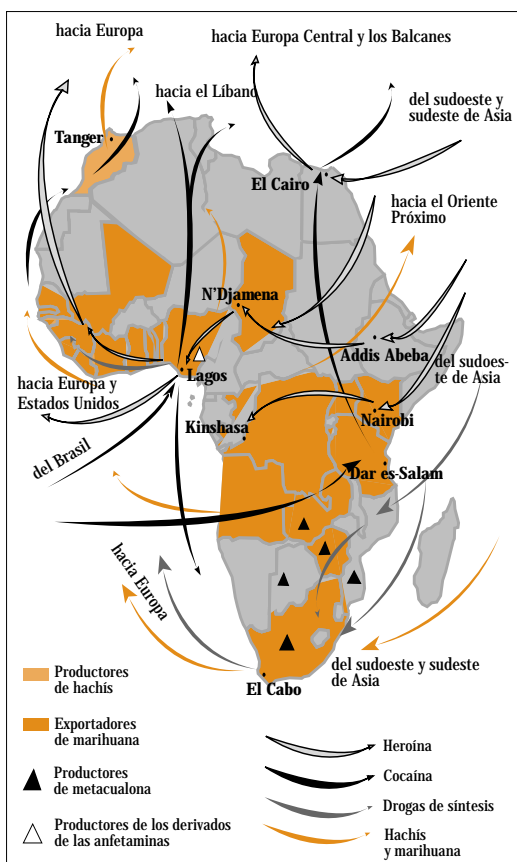 hacia Europa
hacia Europa Central y los Balcanes
hacia el Líbano
del sudoeste y
sudeste de Asia
Tanger
El Cairo
hacia el Oriente
Próximo
N'Djamena
Addis Abeba
Lagos
del sudoes-
te de Asia
hacia Europa y
Estados Unidos
Kinshasa
Nairobi
del Brasil
Dar es-Salam
hacia Europa
del sudoeste y sudeste
de Asia
El Cabo
Productores
de hachís
Exportadores
de marihuana
Productores
de metacualona
Productores de los derivados
de las anfetaminas
Heroína
Cocaína
Drogas de síntesis
Hachís
y marihuana